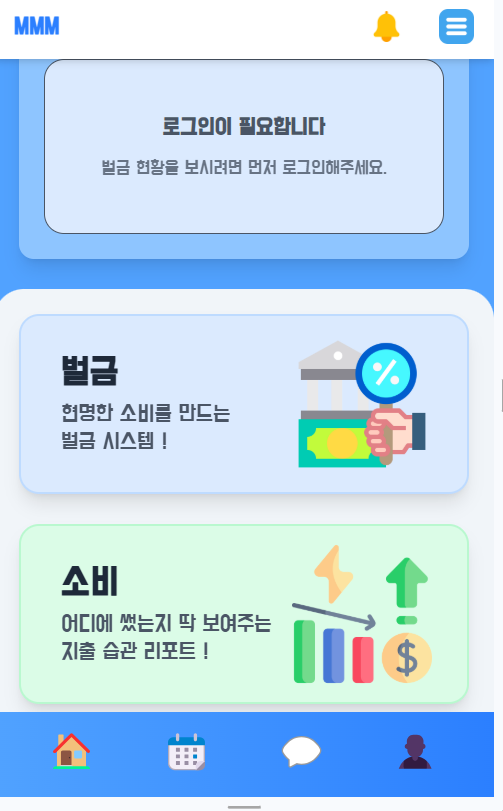 MMM
로그인이 필요합니다
벌금 현황을 보시려면 먼저 로그인해주세요.
벌금
현명한 소비를 만드는
벌금 시스템 !
소비
어디에 썼는지 딱 보여주는
지출 습관 리포트 !